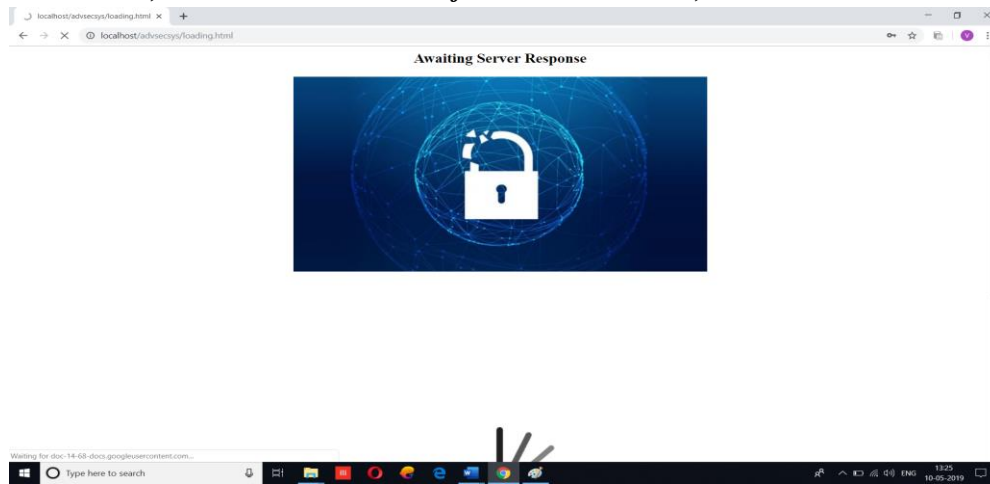 localhost/advsecsys/loading.html
localhost/advsecsys/loading.html
V
Awaiting Server Response
Waiting for doc-14-68-docs.googleusercontent.com...
Type here to search
ENG
13:25
10-05-2019